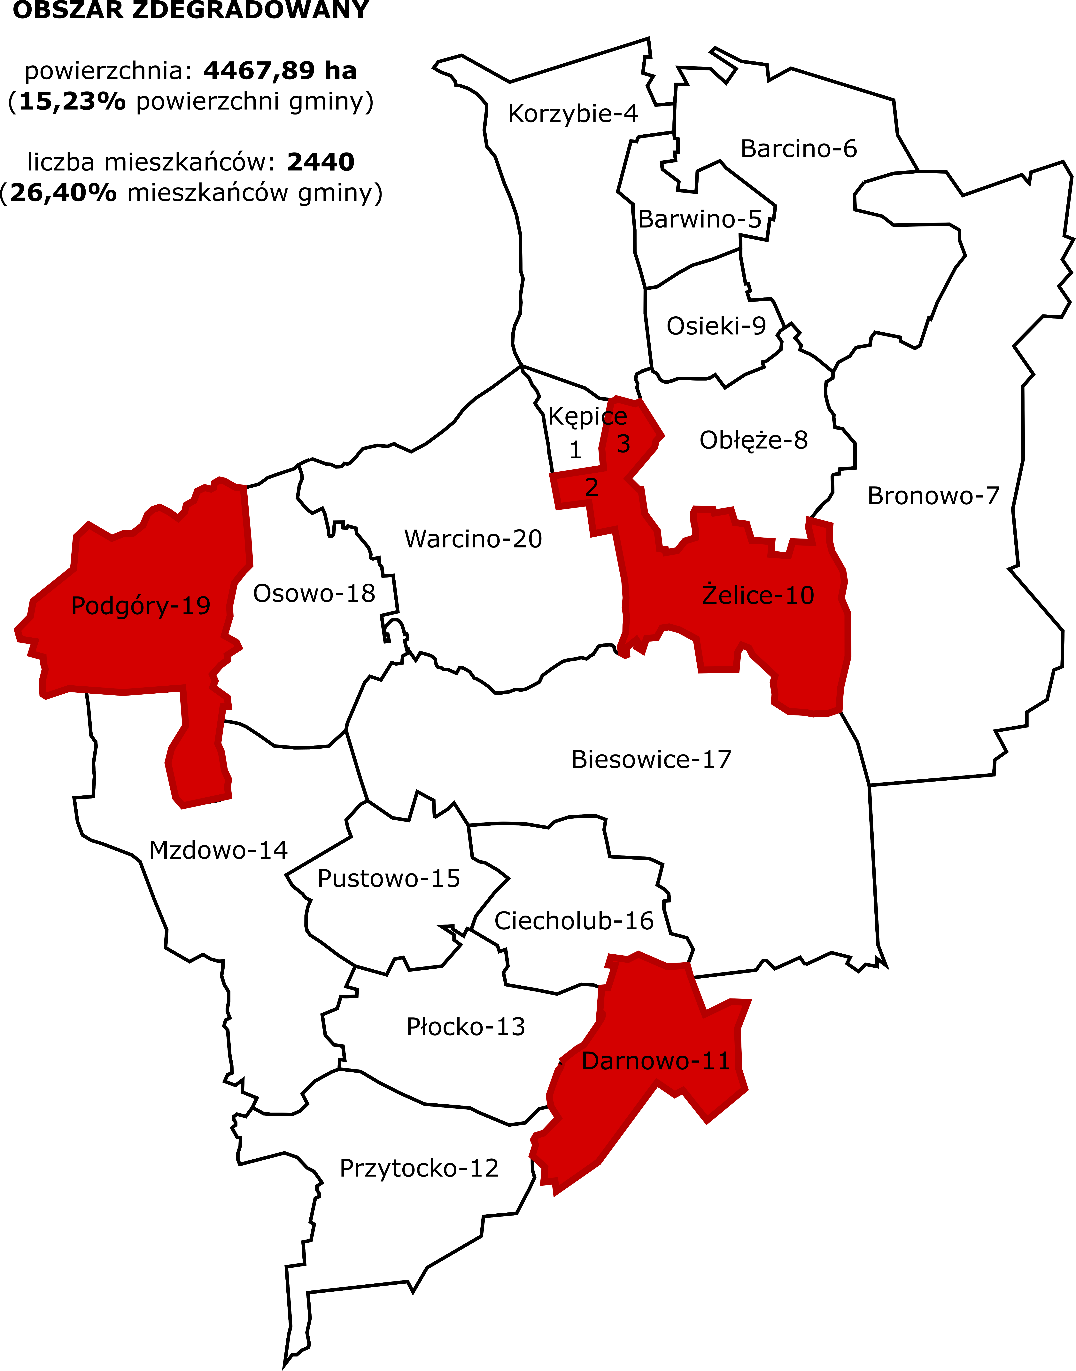 OBSZAR ZDEGRADOWANY
powierzchnia: 4467,89 ha
(15,23% powierzchni gminy)
liczba mieszkańców: 2440
(26,40% mieszkańców gminy)
Korzybie-4
Barcino-6
Barwino-5
Osieki-9
Kępice
1
3
2
Obłęże-8
Bronowo-7
Warcino-20
Osowo-18
Podgóry-19
Żelice-10
Biesowice-17
Mzdowo-14
Pustowo-15
Ciecholub-16
Płocko-13
Darnowo-11
Przytocko-12